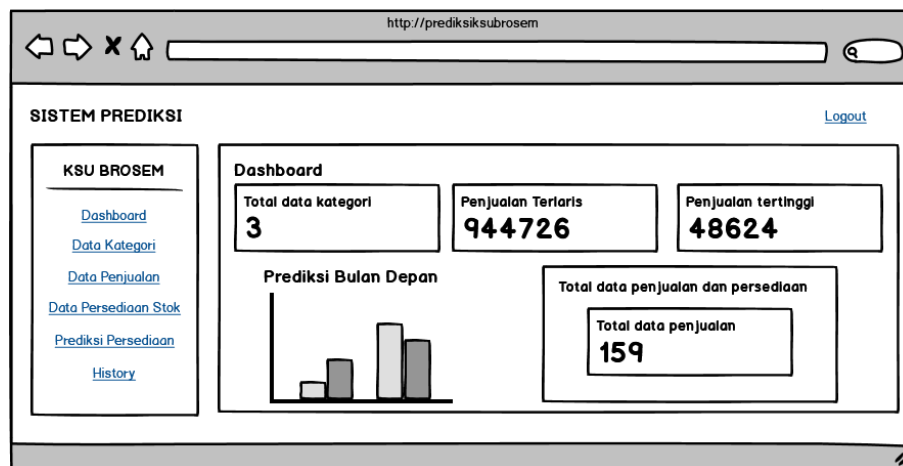 http://prediksiksubrosem
SISTEM PREDIKSI
Logout
KSU BROSEM
Dashboard
Data Kategori
Data Penjualan
Data Persediaan Stok
Prediksi Persediaan
History
Dashboard
Total data kategori
3
Penjualan Terlaris
944726
Penjualan tertinggi
48624
Prediksi Bulan Depan
Total data penjualan dan persediaan
Total data penjualan
159